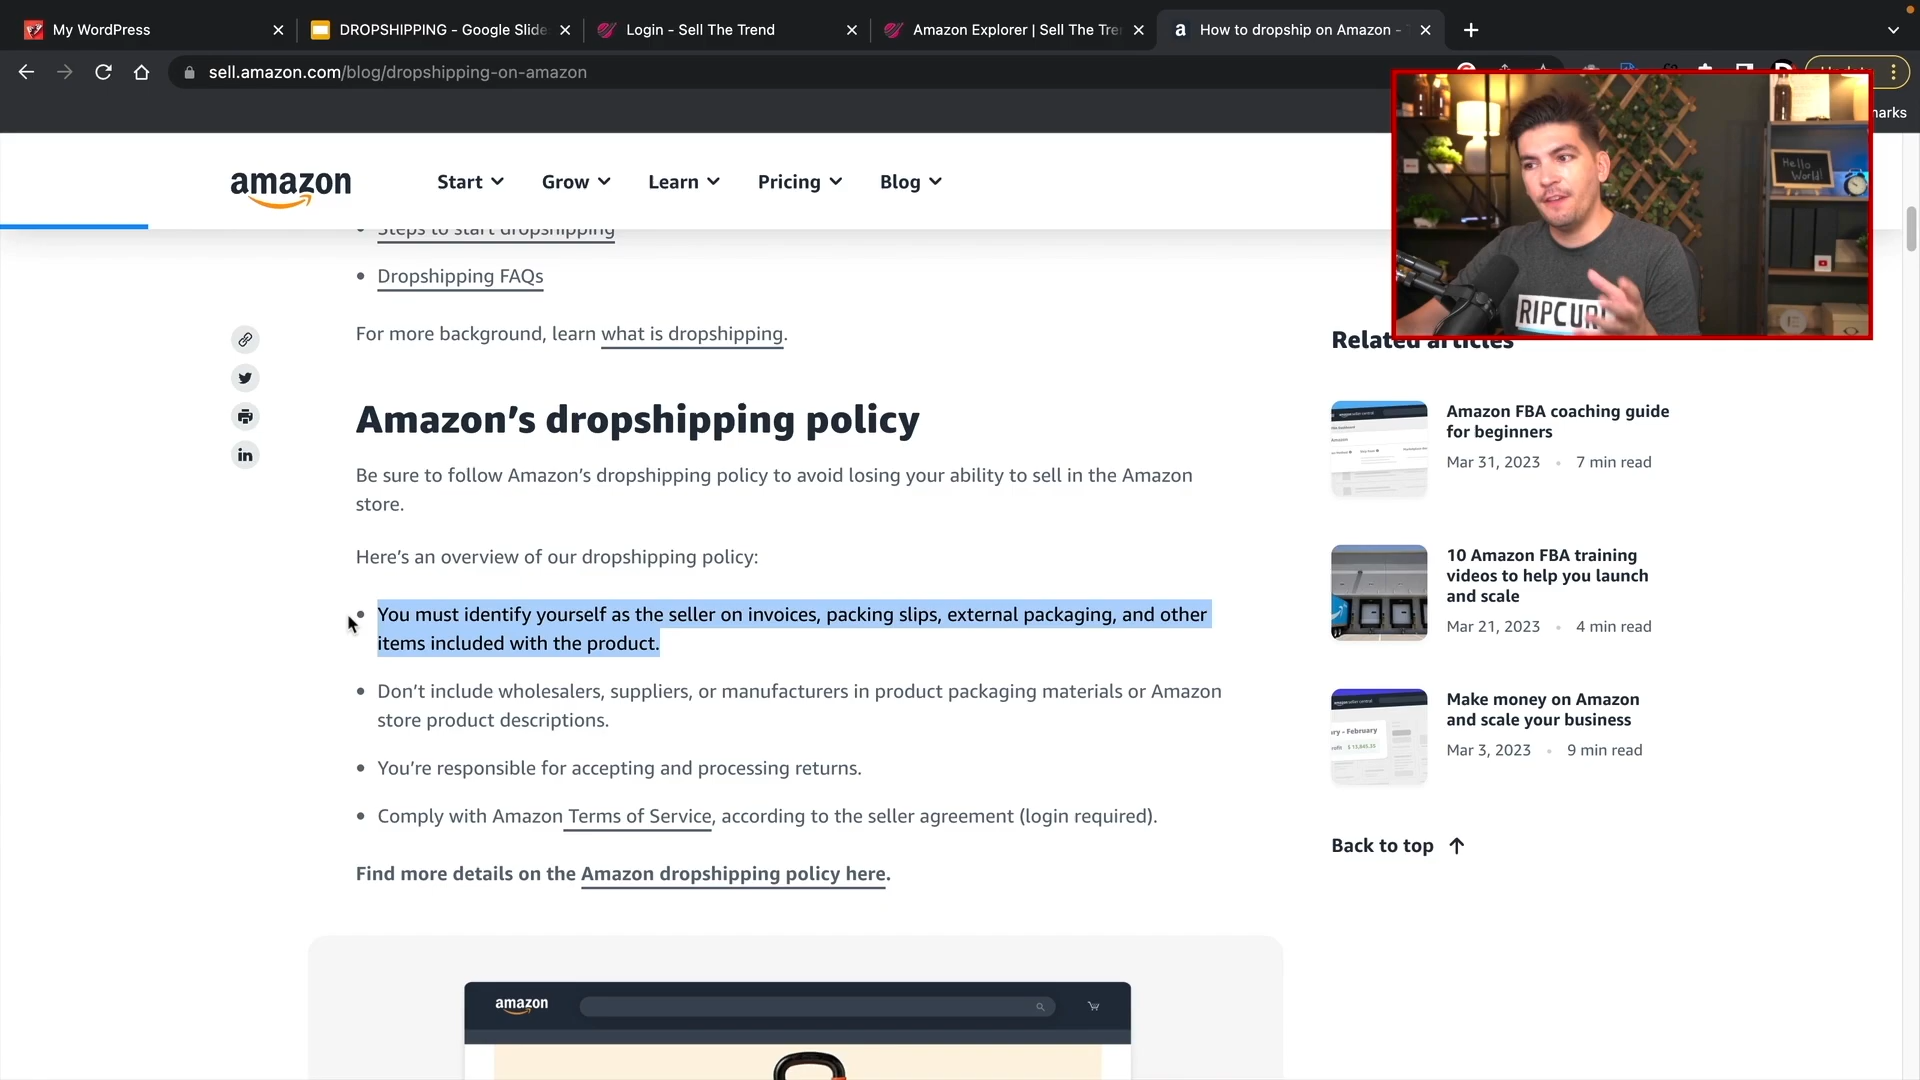 My WordPress
DROPSHIPPING - Google Slide
Login - Sell The Trend
Amazon Explorer | Sell The Tre
How to dropship on Amazon -
sell.amazon.com/blog/dropshipping-on-amazon
amazon
Start
Grow
Learn
Pricing
Blog
Hello
World!
RIPCUR
Steps to start dropshipping
Dropshipping FAQs
For more background, learn what is dropshipping.
Related articles
Amazon’s dropshipping policy
Be sure to follow Amazon’s dropshipping policy to avoid losing your ability to sell in the Amazon
store.
Here’s an overview of our dropshipping policy:
• You must identify yourself as the seller on invoices, packing slips, external packaging, and other
items included with the product.
• Don’t include wholesalers, suppliers, or manufacturers in product packaging materials or Amazon
store product descriptions.
• You’re responsible for accepting and processing returns.
• Comply with Amazon Terms of Service, according to the seller agreement (login required).
Find more details on the Amazon dropshipping policy here.
Amazon FBA coaching guide
for beginners
Mar 31, 2023 • 7 min read
10 Amazon FBA training
videos to help you launch
and scale
Mar 21, 2023 • 4 min read
Make money on Amazon
and scale your business
Mar 3, 2023 • 9 min read
Back to top
amazon